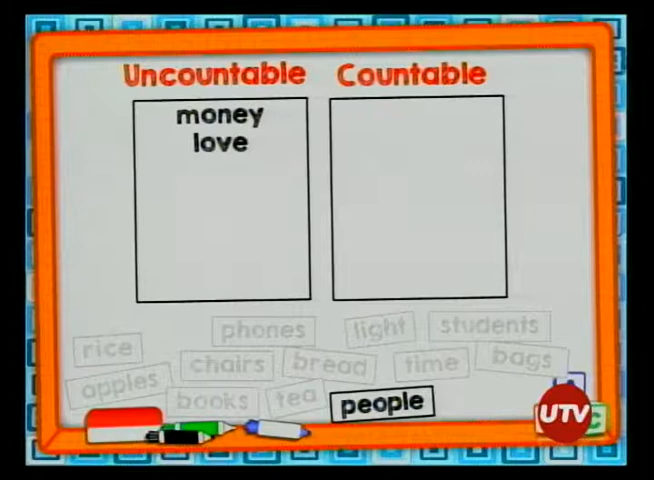 Uncountable Countable
money
love
phones light students
rice chairs bread time bags
apples books tea people
UTV
C